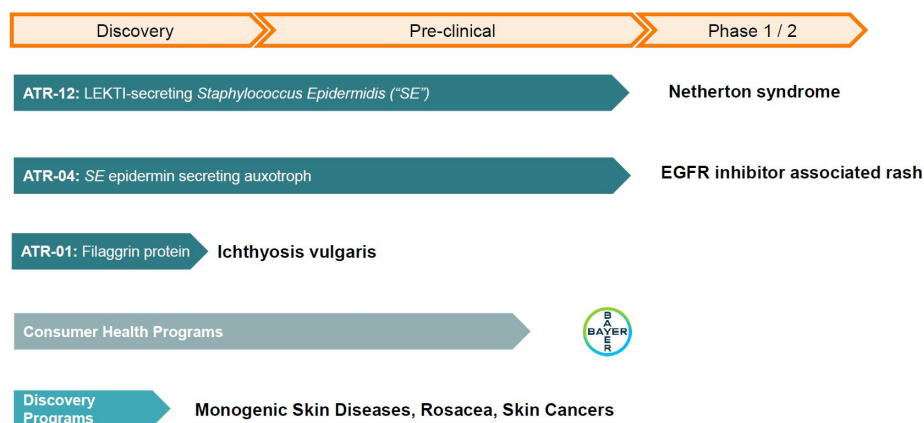 Discovery
Pre-clinical
Phase 1 / 2
ATR-12: LEKTI-secreting Staphylococcus Epidermidis (“SE”)
Netherton syndrome
ATR-04: SE epidermin secreting auxotroph
EGFR inhibitor associated rash
ATR-01: Filaggrin protein
Ichthyosis vulgaris
Consumer Health Programs
BAYER
BAYER
Discovery
Programs
Monogenic Skin Diseases, Rosacea, Skin Cancers